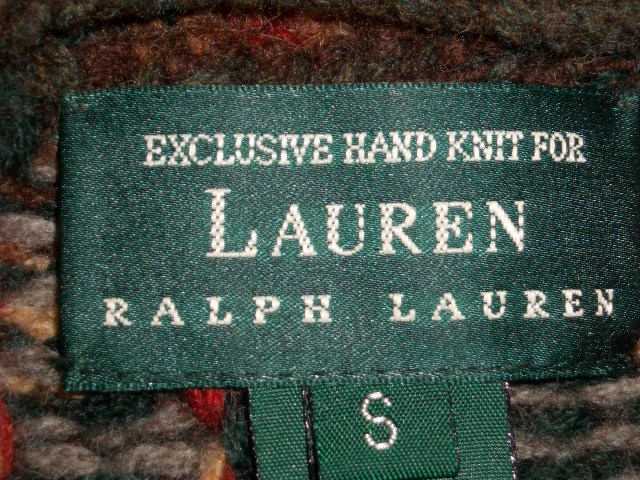 EXCLUSIVE HAND KNIT FOR
LAUREN
RALPH LAUREN
S